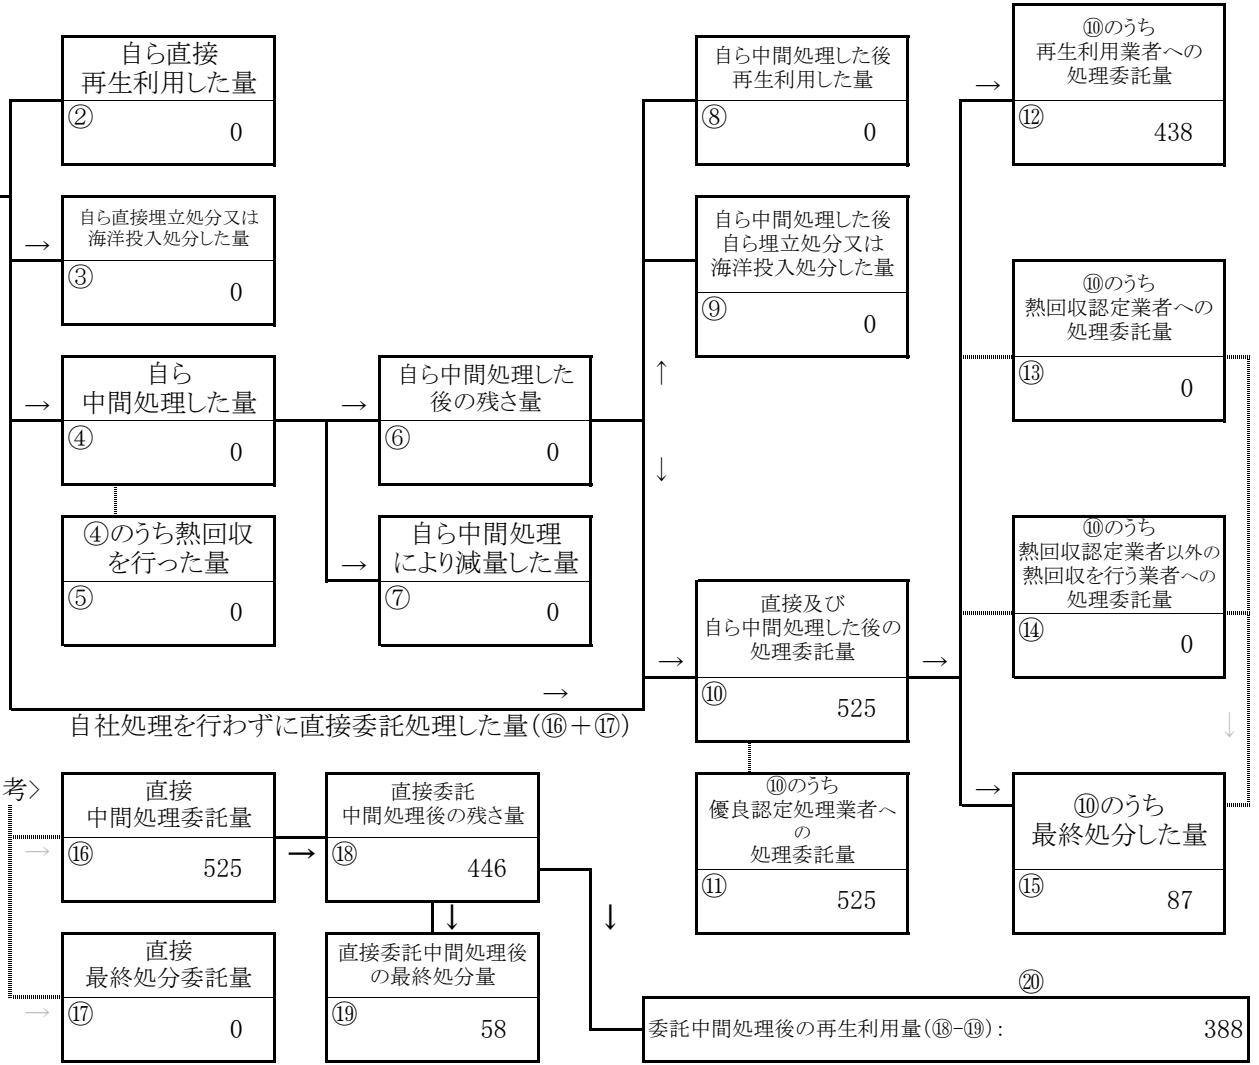 自ら直接
再生利用した量
②
0
→
自ら直接埋立処分又は
海洋投入処分した量
③
0
→
自ら
中間処理した量
④
0
④のうち熱回収
を行った量
⑤
0
→
自ら中間処理した
後の残さ量
⑥
0
→
自ら中間処理
により減量した量
⑦
0
自ら中間処理した後
再生利用した量
⑧
0
自ら中間処理した後
自ら埋立処分又は
海洋投入処分した量
⑨
0
↑
↓
→
自社処理を行わずに直接委託処理した量(⑯+⑰)
→
直接及び
自ら中間処理した後の
処理委託量
⑩
525
⑩のうち
優良認定処理業者へ
の
処理委託量
⑪
525
→
→
⑩のうち
再生利用業者への
処理委託量
⑫
438
⑩のうち
熱回収認定業者への
処理委託量
⑬
0
⑩のうち
熱回収認定業者以外の
熱回収を行う業者への
処理委託量
⑭
0
↓
→
⑩のうち
最終処分した量
⑮
87
考>
→
直接
中間処理委託量
⑯
525
→
直接委託
中間処理後の残さ量
⑱
446
→
直接
最終処分委託量
⑰
0
↓
直接委託中間処理後
の最終処分量
⑲
58
↓
⑳
委託中間処理後の再生利用量(⑱-⑲): 388